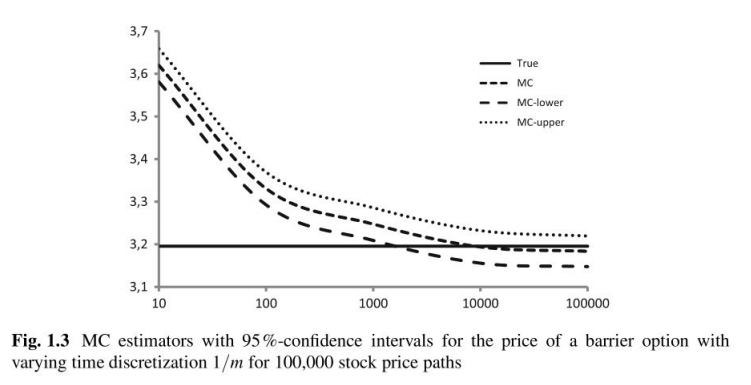 3,7
3,6
3,5
3,4
3,3
3,2
3,1
True
MC
MC-lower
MC-upper
10 100 1000 10000 100000
Fig. 1.3 MC estimators with 95%-confidence intervals for the price of a barrier option with
varying time discretization 1/m for 100,000 stock price paths